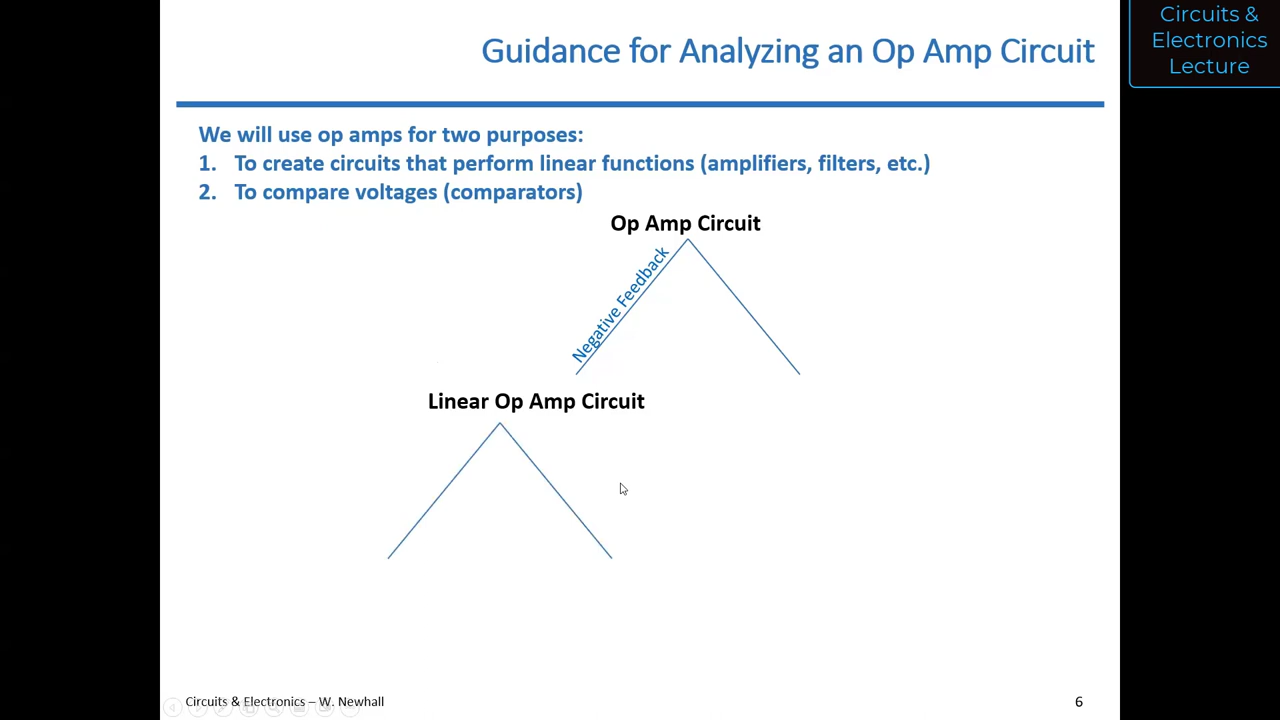 Circuits &
Electronics
Lecture
Guidance for Analyzing an Op Amp Circuit
We will use op amps for two purposes:
1. To create circuits that perform linear functions (amplifiers, filters, etc.)
2. To compare voltages (comparators)
Op Amp Circuit
Negative Feedback
Linear Op Amp Circuit
Circuits & Electronics – W. Newhall
6